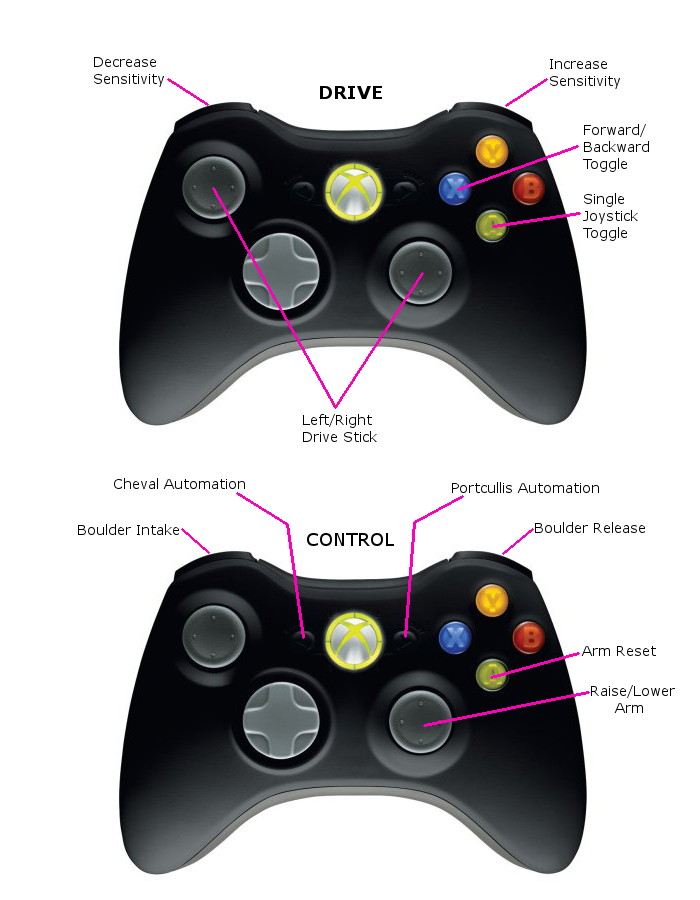 Decrease
Sensitivity
DRIVE
Increase
Sensitivity
Forward/
Backward
Toggle
Single
Joystick
Toggle
Y
X
B
A
Left/Right
Drive Stick
Cheval Automation
Portcullis Automation
Boulder Intake
CONTROL
Boulder Release
Y
X
B
A
Arm Reset
Raise/Lower
Arm